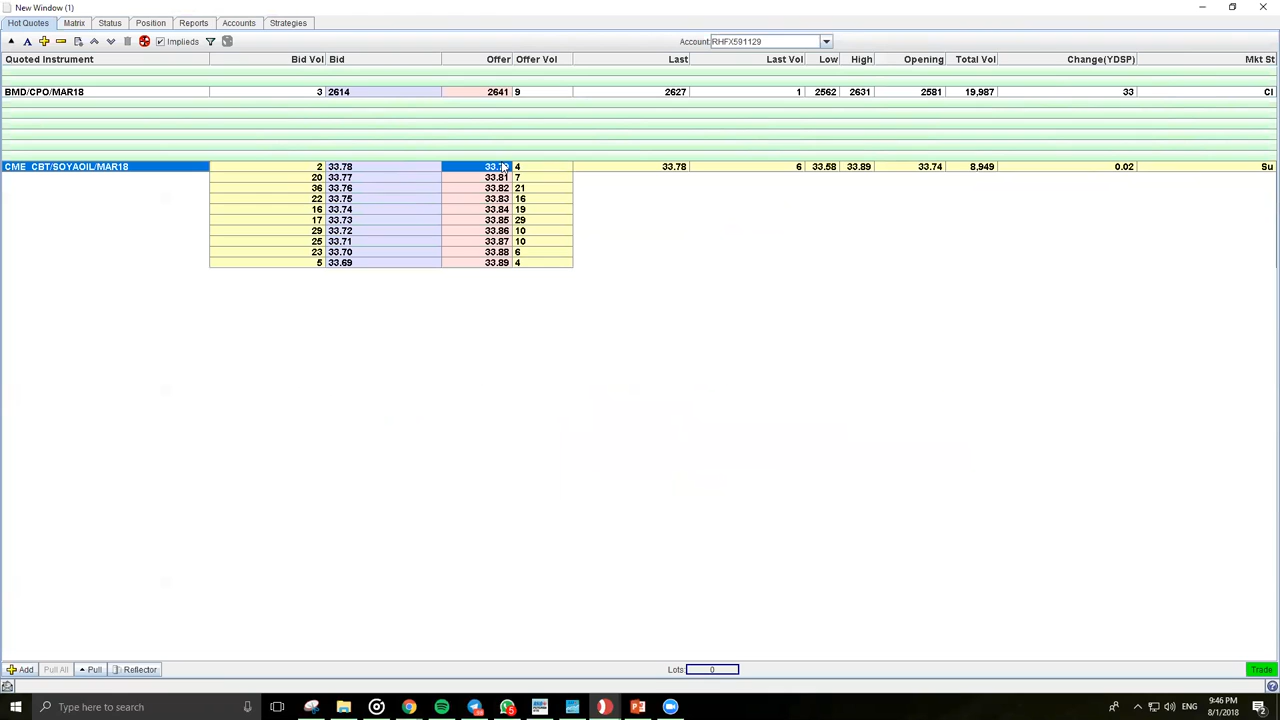 New Window (1)
Hot Quotes Matrix Status Position Reports Accounts Strategies
A Implieds Account: RHFX591129
Quoted Instrument Bid Vol Bid Offer Offer Vol Last Last Vol Low High Opening Total Vol Change(YDSP) Mkt St
BMD/CPO/MAR18 3 2614 2641 9 2627 1 2562 2631 2581 19,987 33 Cl
CME_CBT/SOYAOIL/MAR18 2 33.78 4 33.78 6 33.58 33.89 33.74 8,949 0.02 Su
20 33.77 33.81 7
36 33.76 33.82 21
22 33.75 33.83 16
16 33.74 33.84 19
17 33.73 33.85 29
29 33.72 33.86 10
25 33.71 33.87 10
23 33.70 33.88 6
5 33.69 33.89 4
Add Pull All Pull Reflector Lots: 0 Trade
Type here to search
5
ENG
9:46 PM
8/1/2018
2